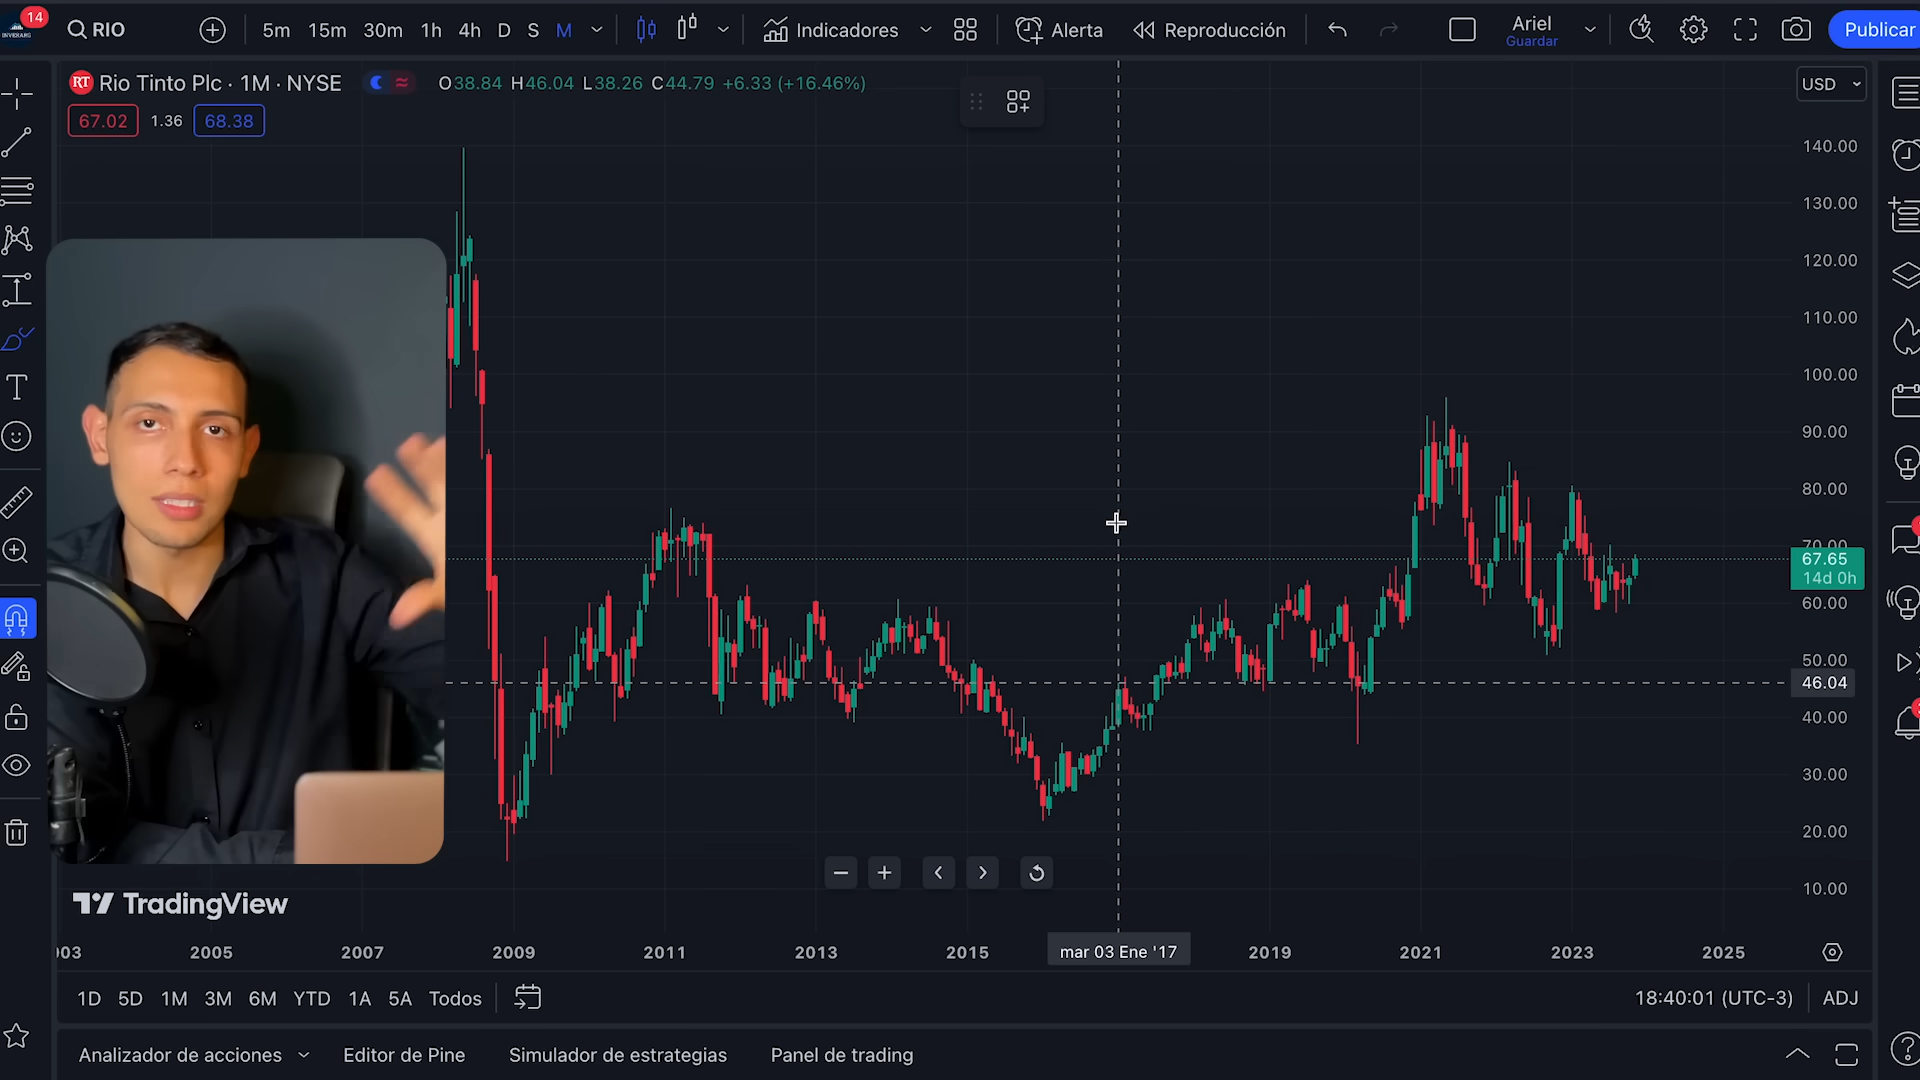 14
RIO
5m 15m 30m 1h 4h D S M
Indicadores
Alerta
Reproducción
Ariel
Guardar
Publicar
RT Rio Tinto Plc · 1M · NYSE
O38.84 H46.04 L38.26 C44.79 +6.33 (+16.46%)
67.02 1.36 68.38
USD
140.00
130.00
120.00
110.00
100.00
90.00
80.00
70.00
67.65
14d 0h
60.00
50.00
46.04
40.00
30.00
20.00
10.00
TradingView
2005 2007 2009 2011 2013 2015 mar 03 Ene '17 2019 2021 2023 2025
1D 5D 1M 3M 6M YTD 1A 5A Todos
18:40:01 (UTC-3) ADJ
Analizador de acciones Editor de Pine Simulador de estrategias Panel de trading